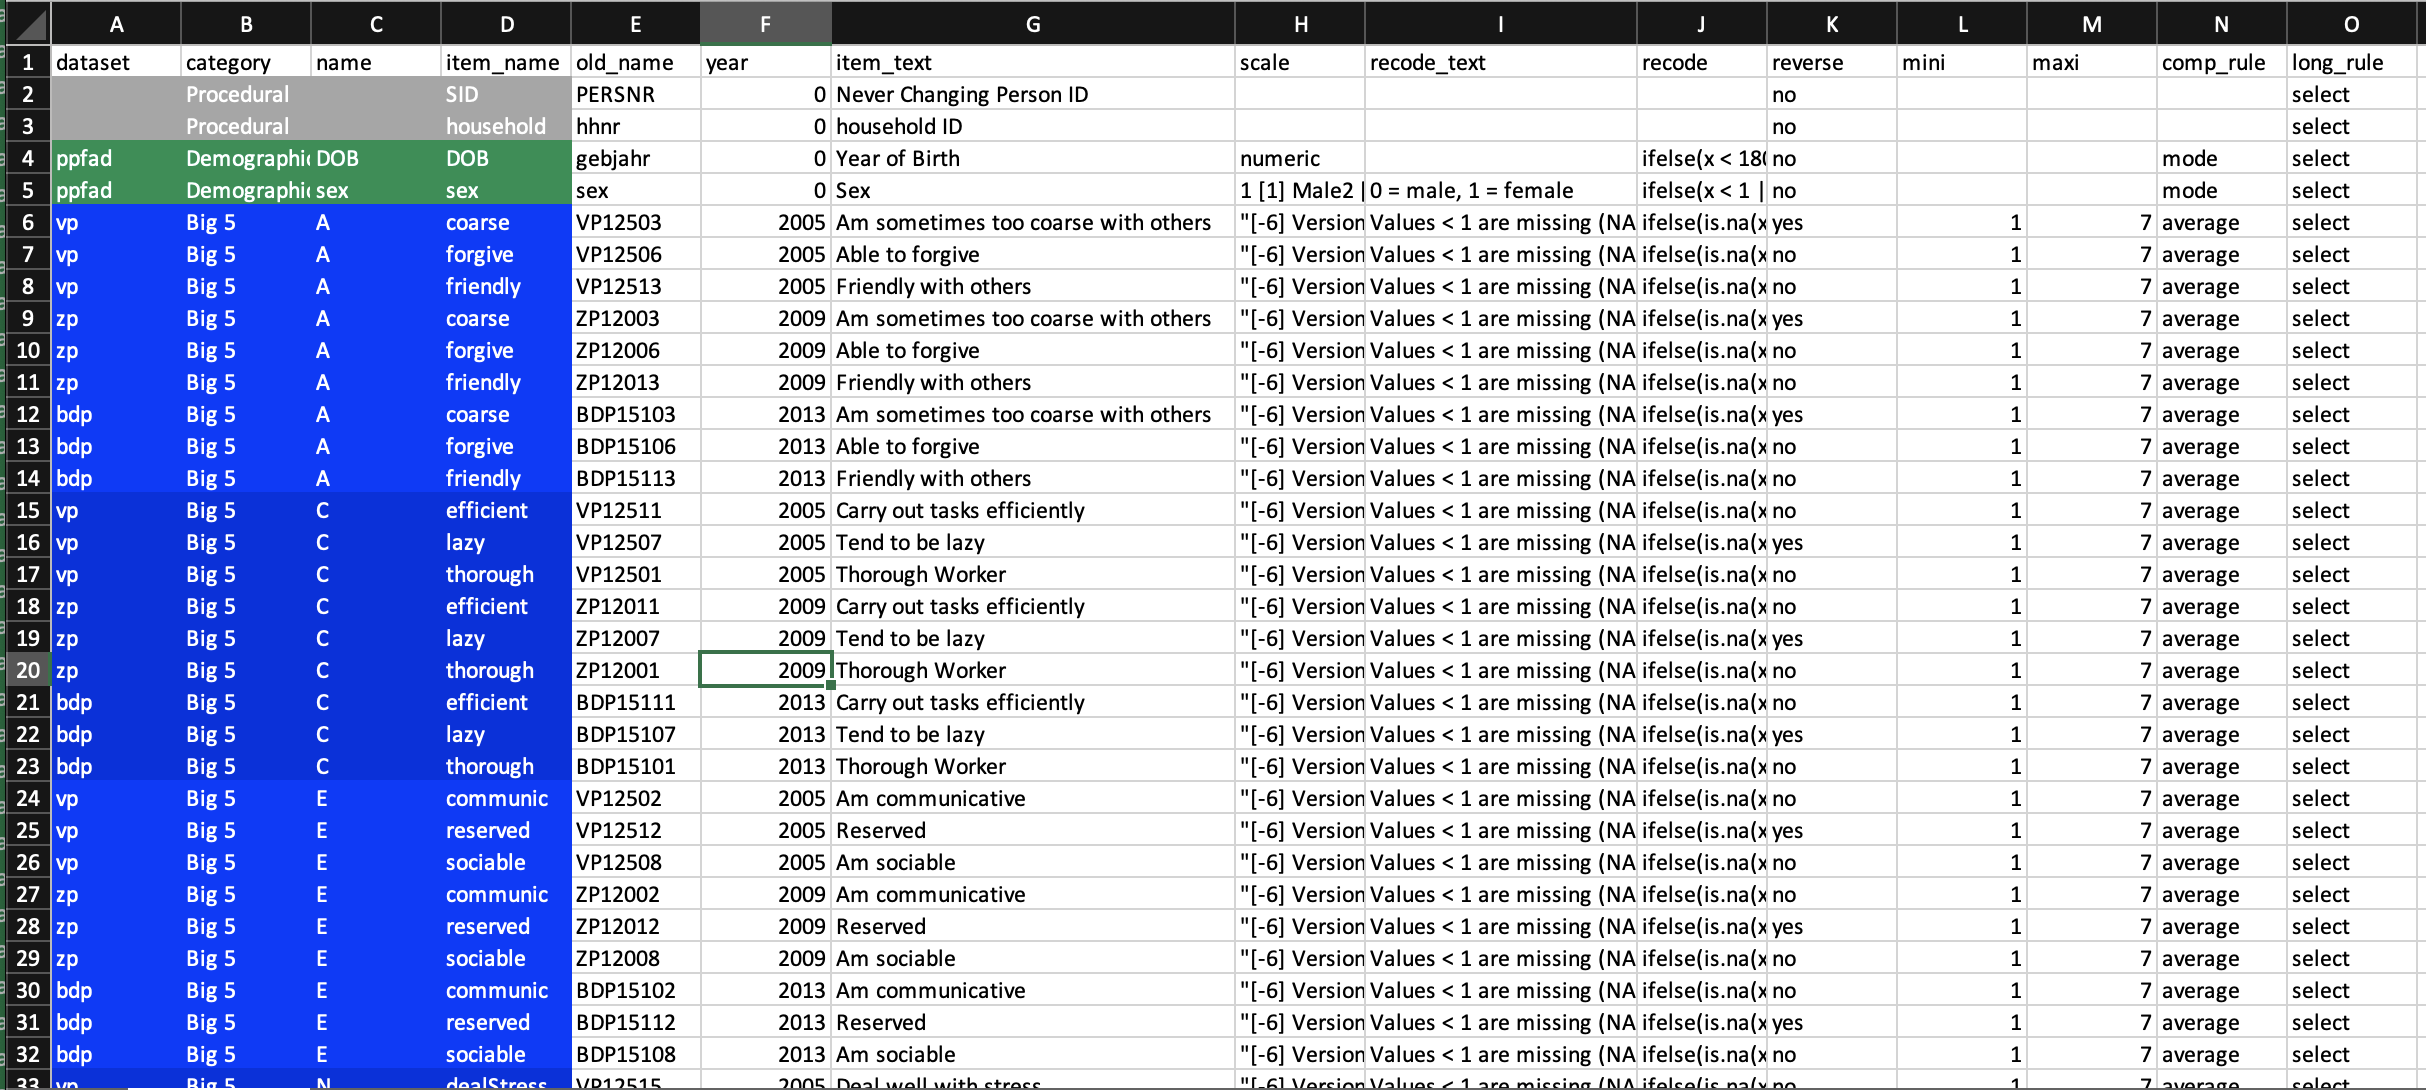 A B C D E F G H I J K L M N O
1 dataset category name item_name old_name year item_text scale recode_text recode reverse mini maxi comp_rule long_rule
2 Procedural SID PERSNR 0 Never Changing Person ID no select
3 Procedural household hhnr 0 household ID no select
4 ppfad Demographi DOB DOB gebjahr 0 Year of Birth numeric ifelse(x < 180 no mode select
5 ppfad Demographi sex sex sex 0 Sex 1 [1] Male2 | 0 = male, 1 = female ifelse(x < 1 | no mode select
6 vp Big 5 A coarse VP12503 2005 Am sometimes too coarse with others "[-6] Version Values < 1 are missing (NA ifelse(is.na(x yes 1 7 average select
7 vp Big 5 A forgive VP12506 2005 Able to forgive "[-6] Version Values < 1 are missing (NA ifelse(is.na(x no 1 7 average select
8 vp Big 5 A friendly VP12513 2005 Friendly with others "[-6] Version Values < 1 are missing (NA ifelse(is.na(x no 1 7 average select
9 zp Big 5 A coarse ZP12003 2009 Am sometimes too coarse with others "[-6] Version Values < 1 are missing (NA ifelse(is.na(x yes 1 7 average select
10 zp Big 5 A forgive ZP12006 2009 Able to forgive "[-6] Version Values < 1 are missing (NA ifelse(is.na(x no 1 7 average select
11 zp Big 5 A friendly ZP12013 2009 Friendly with others "[-6] Version Values < 1 are missing (NA ifelse(is.na(x no 1 7 average select
12 bdp Big 5 A coarse BDP15103 2013 Am sometimes too coarse with others "[-6] Version Values < 1 are missing (NA ifelse(is.na(x yes 1 7 average select
13 bdp Big 5 A forgive BDP15106 2013 Able to forgive "[-6] Version Values < 1 are missing (NA ifelse(is.na(x no 1 7 average select
14 bdp Big 5 A friendly BDP15113 2013 Friendly with others "[-6] Version Values < 1 are missing (NA ifelse(is.na(x no 1 7 average select
15 vp Big 5 C efficient VP12511 2005 Carry out tasks efficiently "[-6] Version Values < 1 are missing (NA ifelse(is.na(x no 1 7 average select
16 vp Big 5 C lazy VP12507 2005 Tend to be lazy "[-6] Version Values < 1 are missing (NA ifelse(is.na(x yes 1 7 average select
17 vp Big 5 C thorough VP12501 2005 Thorough Worker "[-6] Version Values < 1 are missing (NA ifelse(is.na(x no 1 7 average select
18 zp Big 5 C efficient ZP12011 2009 Carry out tasks efficiently "[-6] Version Values < 1 are missing (NA ifelse(is.na(x no 1 7 average select
19 zp Big 5 C lazy ZP12007 2009 Tend to be lazy "[-6] Version Values < 1 are missing (NA ifelse(is.na(x yes 1 7 average select
20 zp Big 5 C thorough ZP12001 2009 Thorough Worker "[-6] Version Values < 1 are missing (NA ifelse(is.na(x no 1 7 average select
21 bdp Big 5 C efficient BDP15111 2013 Carry out tasks efficiently "[-6] Version Values < 1 are missing (NA ifelse(is.na(x no 1 7 average select
22 bdp Big 5 C lazy BDP15107 2013 Tend to be lazy "[-6] Version Values < 1 are missing (NA ifelse(is.na(x yes 1 7 average select
23 bdp Big 5 C thorough BDP15101 2013 Thorough Worker "[-6] Version Values < 1 are missing (NA ifelse(is.na(x no 1 7 average select
24 vp Big 5 E communic VP12502 2005 Am communicative "[-6] Version Values < 1 are missing (NA ifelse(is.na(x no 1 7 average select
25 vp Big 5 E reserved VP12512 2005 Reserved "[-6] Version Values < 1 are missing (NA ifelse(is.na(x yes 1 7 average select
26 vp Big 5 E sociable VP12508 2005 Am sociable "[-6] Version Values < 1 are missing (NA ifelse(is.na(x no 1 7 average select
27 zp Big 5 E communic ZP12002 2009 Am communicative "[-6] Version Values < 1 are missing (NA ifelse(is.na(x no 1 7 average select
28 zp Big 5 E reserved ZP12012 2009 Reserved "[-6] Version Values < 1 are missing (NA ifelse(is.na(x yes 1 7 average select
29 zp Big 5 E sociable ZP12008 2009 Am sociable "[-6] Version Values < 1 are missing (NA ifelse(is.na(x no 1 7 average select
30 bdp Big 5 E communic BDP15102 2013 Am communicative "[-6] Version Values < 1 are missing (NA ifelse(is.na(x no 1 7 average select
31 bdp Big 5 E reserved BDP15112 2013 Reserved "[-6] Version Values < 1 are missing (NA ifelse(is.na(x yes 1 7 average select
32 bdp Big 5 E sociable BDP15108 2013 Am sociable "[-6] Version Values < 1 are missing (NA ifelse(is.na(x no 1 7 average select
33 vp Big 5 N dealStress VP12515 2005 Deal well with stress "[-6] Version Values < 1 are missing (NA ifelse(is.na(x no 1 7 average select